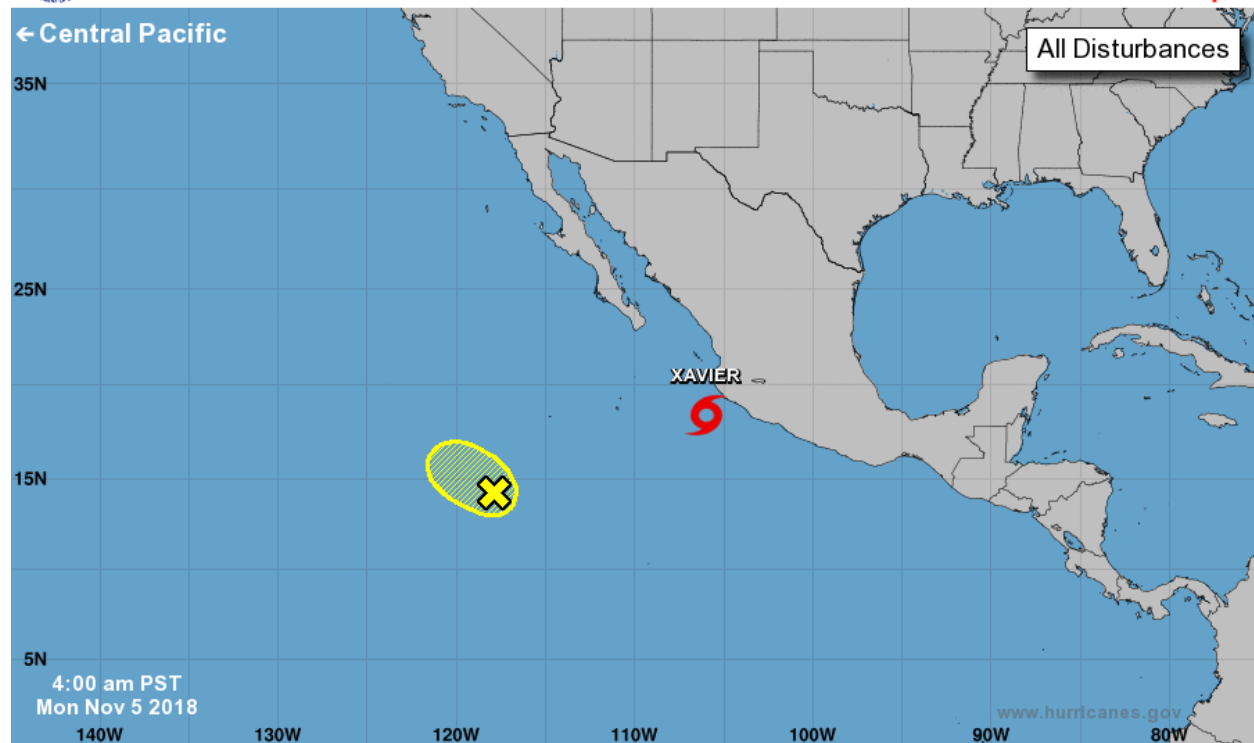 ← Central Pacific
All Disturbances
35N
25N
XAVIER
15N
5N
4:00 am PST
Mon Nov 5 2018
www.hurricanes.gov
140W 130W 120W 110W 100W 90W 80W